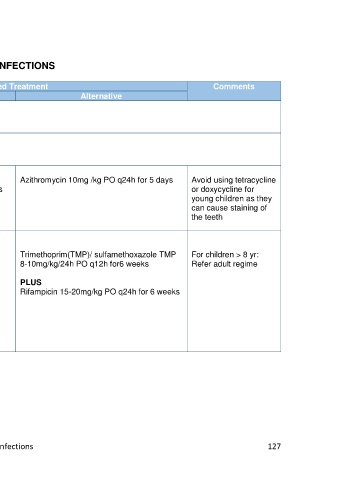 NFECTIONS
ed Treatment
Comments
Alternative
s
Azithromycin 10mg /kg PO q24h for 5 days
Avoid using tetracycline
or doxycycline for
young children as they
can cause staining of
the teeth
Trimethoprim(TMP)/ sulfamethoxazole TMP
8-10mg/kg/24h PO q12h for6 weeks
PLUS
Rifampicin 15-20mg/kg PO q24h for 6 weeks
For children > 8 yr:
Refer adult regime
nfections
127